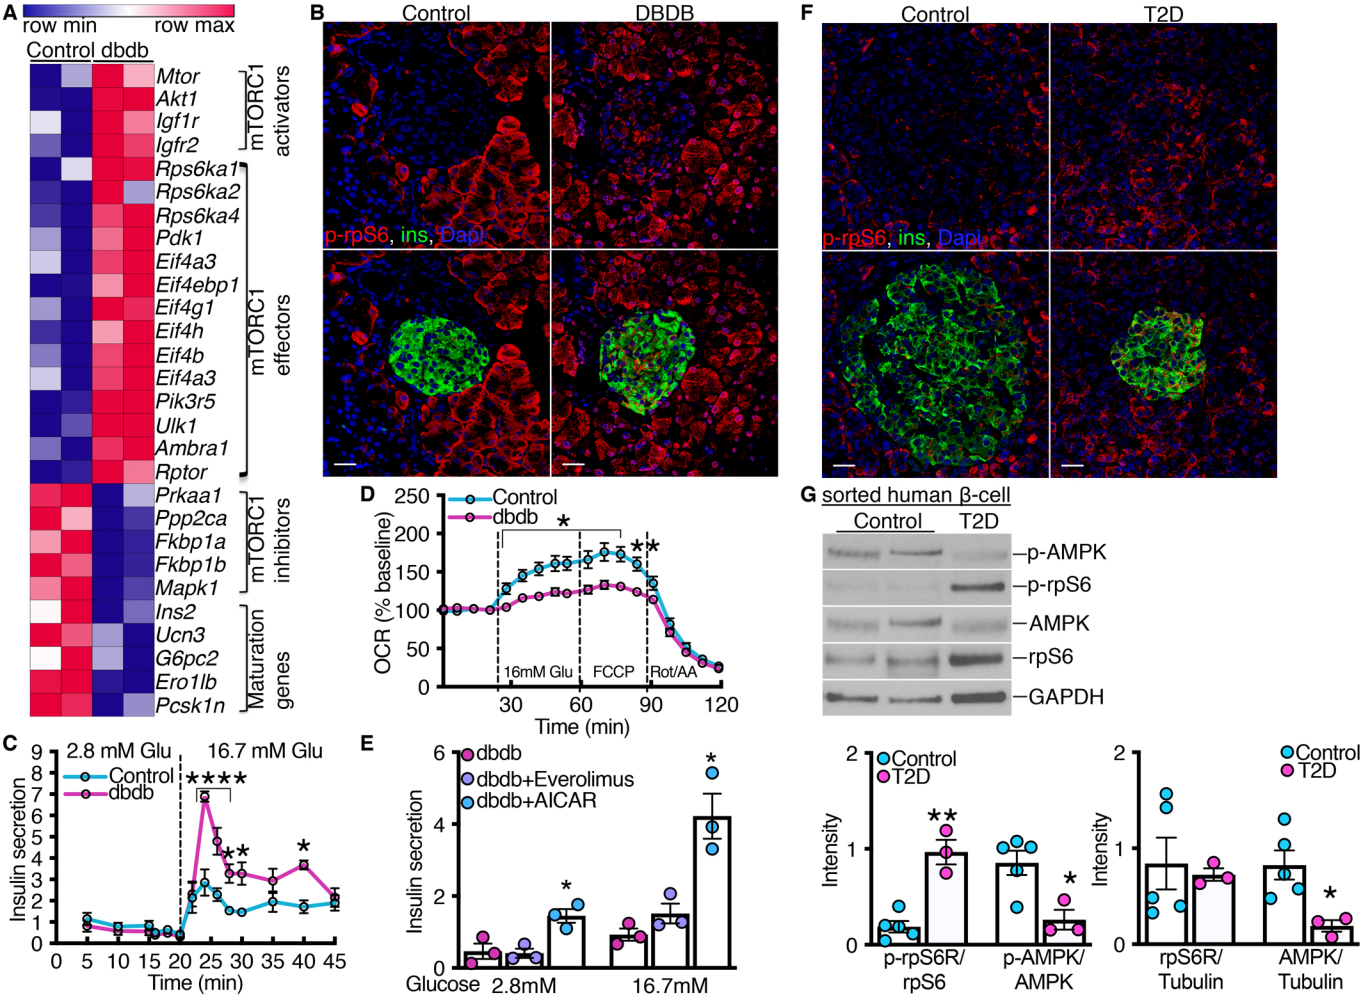 A
row min row max
Control dbdb
Mtor
Akt1
Igf1r
Igfr2
mTORC1
activators
Rps6ka1
Rps6ka2
Rps6ka4
Pdk1
Eif4a3
Eif4ebp1
Eif4g1
Eif4h
Eif4b
Eif4a3
Pik3r5
Ulk1
Ambra1
Rptor
mTORC1
effectors
Prkaa1
Ppp2ca
Fkbp1a
Fkbp1b
Mapk1
mTORC1
inhibitors
Ins2
Ucn3
G6pc2
Ero1lb
Pcsk1n
Maturation
genes
B
Control DBDB
p-rpS6, ins, Dapi
C
2.8 mM Glu 16.7 mM Glu
Control
dbdb
****
**
*
Insulin secretion
9
8
7
6
5
4
3
2
1
0
0 5 10 15 20 25 30 35 40 45
Time (min)
D
Control
dbdb
*
**
OCR (% baseline)
250
200
150
100
50
0
16mM Glu FCCP Rot/AA
30 60 90 120
Time (min)
E
dbdb
dbdb+Everolimus
dbdb+AICAR
*
*
Insulin secretion
6
4
2
0
Glucose 2.8mM 16.7mM
F
Control T2D
p-rpS6, ins, Dapi
G
sorted human β-cell
Control T2D
p-AMPK
p-rpS6
AMPK
rpS6
GAPDH
Control
T2D
**
*
Intensity
2
1
0
p-rpS6R/
rpS6
p-AMPK/
AMPK
Control
T2D
*
Intensity
2
1
0
rpS6R/
Tubulin
AMPK/
Tubulin